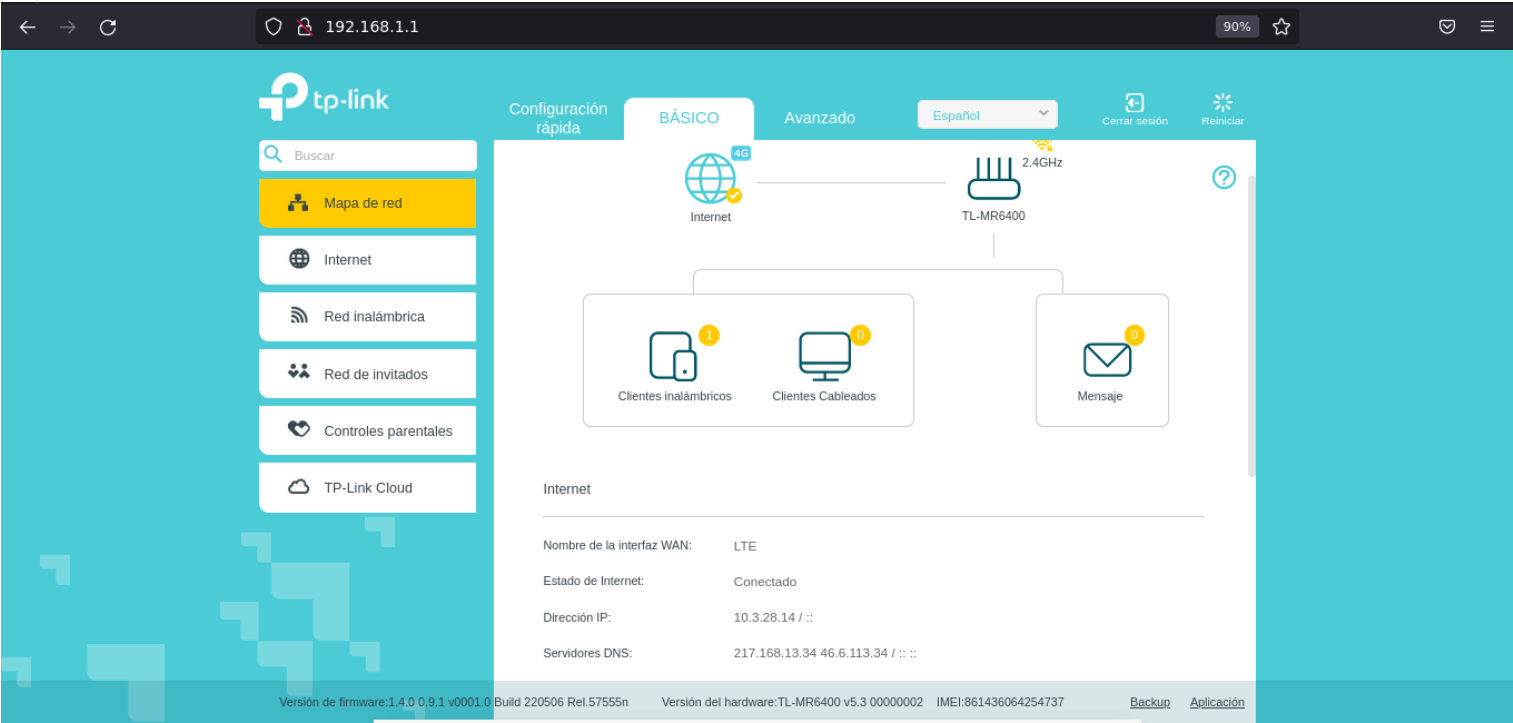 192.168.1.1
90%
tp-link
Configuración
rápida
BÁSICO
Avanzado
Español
Cerrar sesión
Reiniciar
Buscar
Mapa de red
Internet
Red inalámbrica
Red de invitados
Controles parentales
TP-Link Cloud
4G
Internet
2.4GHz
TL-MR6400
1
Clientes inalámbricos
0
Clientes Cableados
0
Mensaje
Internet
Nombre de la interfaz WAN: LTE
Estado de Internet: Conectado
Dirección IP: 10.3.28.14 / ::
Servidores DNS: 217.168.13.34 46.6.113.34 / :: ::
Versión de firmware:1.4.0 0.9.1 v0001.0 Build 220506 Rel.57555n Versión del hardware:TL-MR6400 v5.3 00000002 IMEI:861436064254737 Backup Aplicación